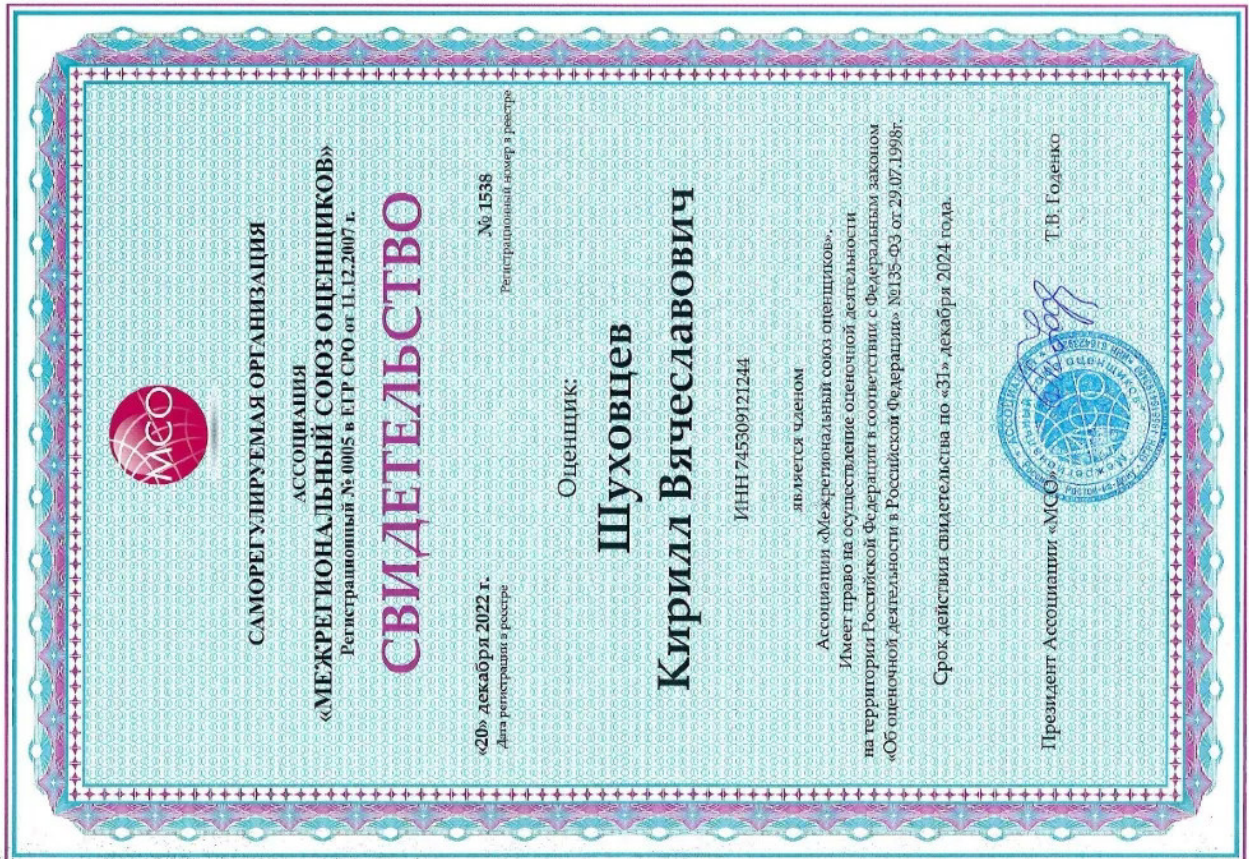 МСО
САМОРЕГУЛИРУЕМАЯ ОРГАНИЗАЦИЯ
АССОЦИАЦИЯ
«МЕЖРЕГИОНАЛЬНЫЙ СОЮЗ ОЦЕНЩИКОВ»
Регистрационный № 0005 в ЕГР СРО от 11.12.2007 г.
СВИДЕТЕЛЬСТВО
«20» декабря 2022 г. № 1538
Дата регистрации в реестре Регистрационный номер в реестре
Оценщик:
Шуховцев
Кирилл Вячеславович
ИНН 745309121244
является членом
Ассоциации «Межрегиональный союз оценщиков».
Имеет право на осуществление оценочной деятельности
на территории Российской Федерации в соответствии с Федеральным законом
«Об оценочной деятельности в Российской Федерации» №135-ФЗ от 29.07.1998г.
Срок действия свидетельства по «31» декабря 2024 года.
Президент Ассоциации «МСО» Т.В. Годенко